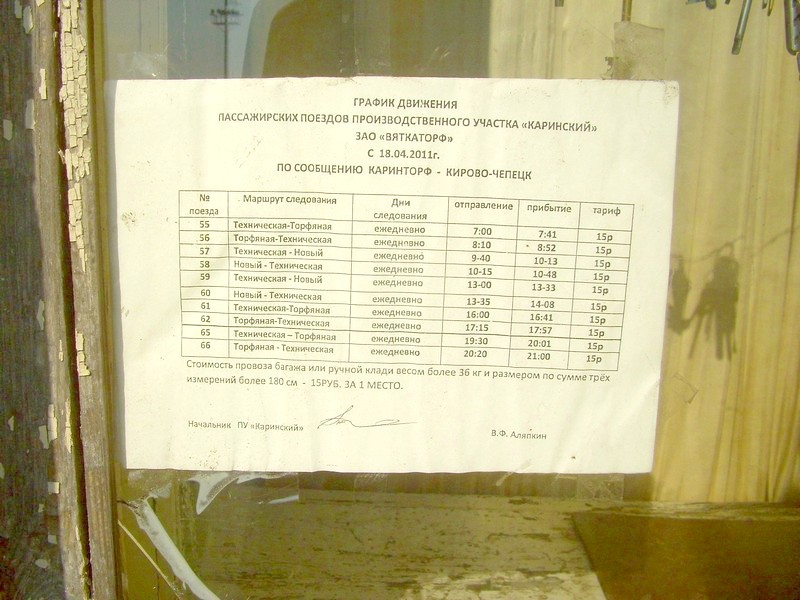 ГРАФИК ДВИЖЕНИЯ
ПАССАЖИРСКИХ ПОЕЗДОВ ПРОИЗВОДСТВЕННОГО УЧАСТКА «КАРИНСКИЙ»
ЗАО «ВЯТКАТОРФ»
С 18.04.2011г.
ПО СООБЩЕНИЮ КАРИНТОРФ - КИРОВО-ЧЕПЕЦК
№ поезда Маршрут следования Дни следования отправление прибытие тариф
55 Техническая-Торфяная ежедневно 7:00 7:41 15р
56 Торфяная-Техническая ежедневно 8:10 8:52 15р
57 Техническая - Новый ежедневно 9-40 10-13 15р
58 Новый - Техническая ежедневно 10-15 10-48 15р
59 Техническая - Новый ежедневно 13-00 13-33 15р
60 Новый - Техническая ежедневно 13-35 14-08 15р
61 Техническая-Торфяная ежедневно 16:00 16:41 15р
62 Торфяная-Техническая ежедневно 17:15 17:57 15р
65 Техническая – Торфяная ежедневно 19:30 20:01 15р
66 Торфяная - Техническая ежедневно 20:20 21:00 15р
Стоимость провоза багажа или ручной клади весом более 36 кг и размером по сумме трёх
измерений более 180 см - 15РУБ. ЗА 1 МЕСТО.
Начальник ПУ «Каринский»
В.Ф. Аляпкин